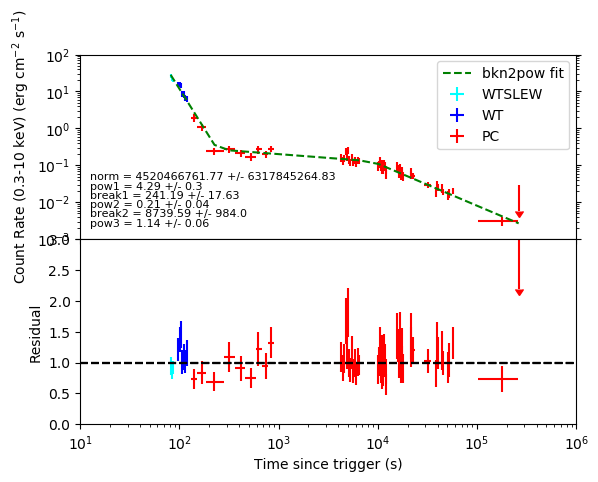 Count Rate (0.3-10 keV) (erg cm⁻² s⁻¹)
10²
10¹
10⁰
10⁻¹
10⁻²
10⁻³
bkn2pow fit
WTSLEW
WT
PC
norm = 4520466761.77 +/- 6317845264.83
pow1 = 4.29 +/- 0.3
break1 = 241.19 +/- 17.63
pow2 = 0.21 +/- 0.04
break2 = 8739.59 +/- 984.0
pow3 = 1.14 +/- 0.06
Residual
3.0
2.5
2.0
1.5
1.0
0.5
0.0
10¹ 10² 10³ 10⁴ 10⁵ 10⁶
Time since trigger (s)